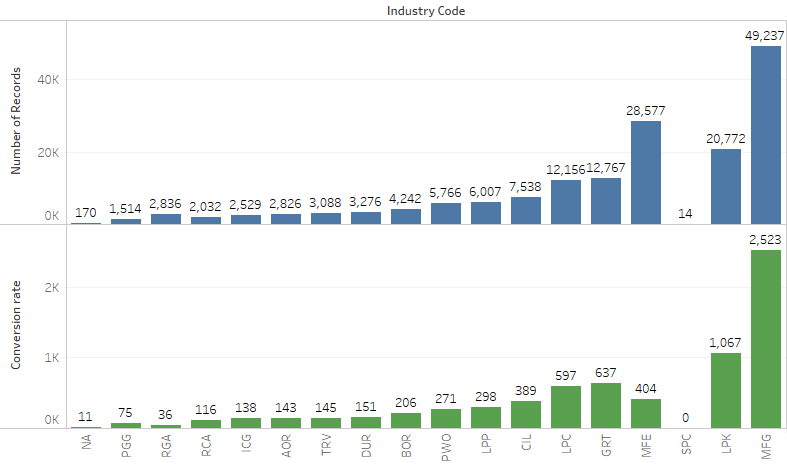 Industry Code
Number of Records
40K
20K
0K
170 1,514 2,836 2,032 2,529 2,826 3,088 3,276 4,242 5,766 6,007 7,538 12,156 12,767 28,577 14 20,772 49,237
Conversion rate
2K
1K
0K
11 75 36 116 138 143 145 151 206 271 298 389 597 637 404 0 1,067 2,523
NA PGG RGA RCA ICG AOR TRV DUR BOR PWO LPP CIL LPC GRT MFE SPC LPK MFG